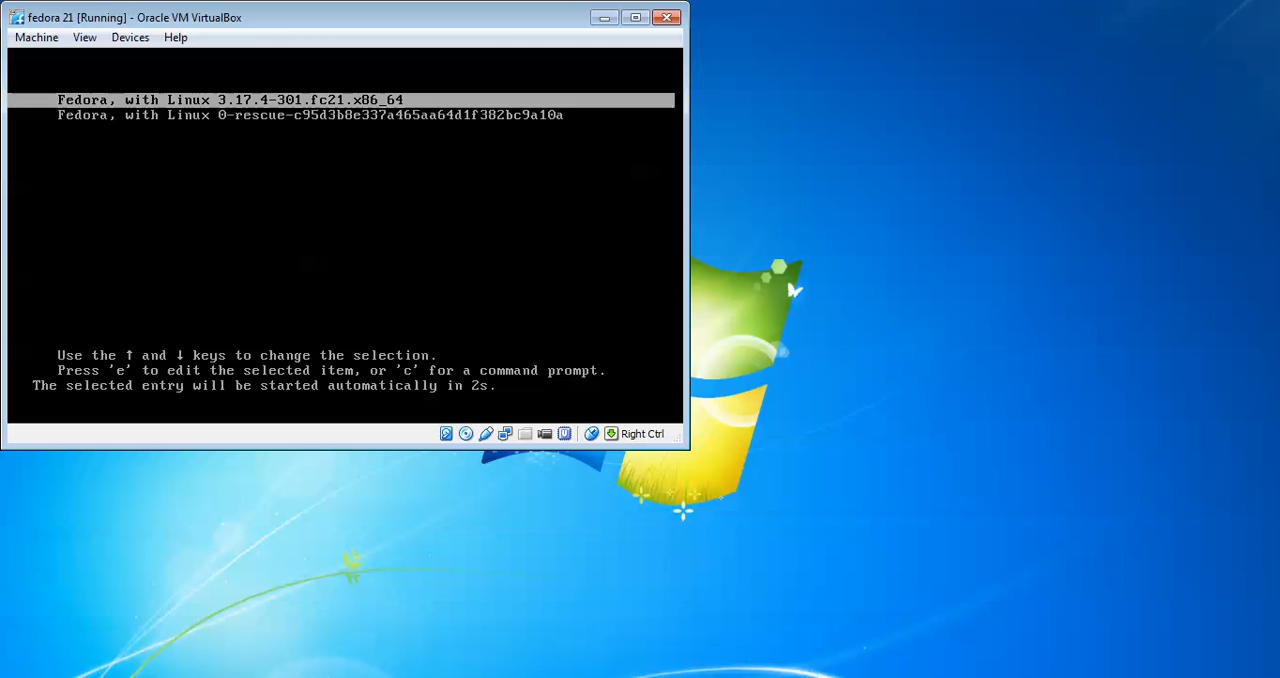 fedora 21 [Running] - Oracle VM VirtualBox
Machine View Devices Help
Fedora, with Linux 3.17.4-301.fc21.x86_64
Fedora, with Linux 0-rescue-c95d3b8e337a465aa64d1f382bc9a10a
Use the ↑ and ↓ keys to change the selection.
Press 'e' to edit the selected item, or 'c' for a command prompt.
The selected entry will be started automatically in 2s.
Right Ctrl